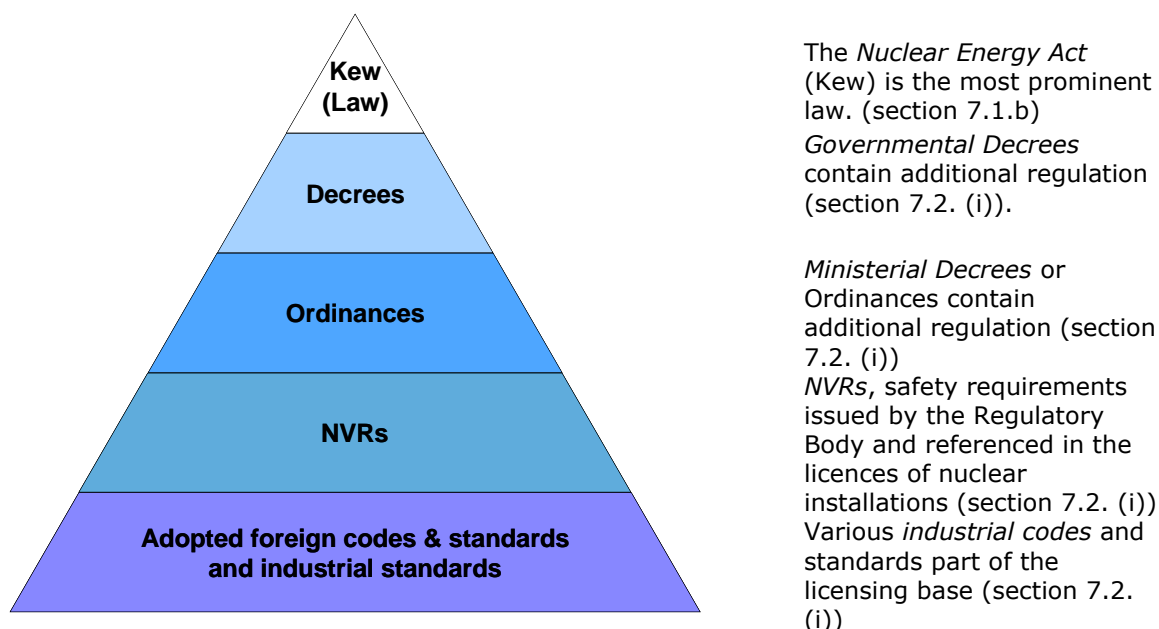 Kew
(Law)
Decrees
Ordinances
NVRs
Adopted foreign codes & standards
and industrial standards
The Nuclear Energy Act
(Kew) is the most prominent
law. (section 7.1.b)
Governmental Decrees
contain additional regulation
(section 7.2. (i)).
Ministerial Decrees or
Ordinances contain
additional regulation (section
7.2. (i))
NVRs, safety requirements
issued by the Regulatory
Body and referenced in the
licences of nuclear
installations (section 7.2. (i))
Various industrial codes and
standards part of the
licensing base (section 7.2.
(i))